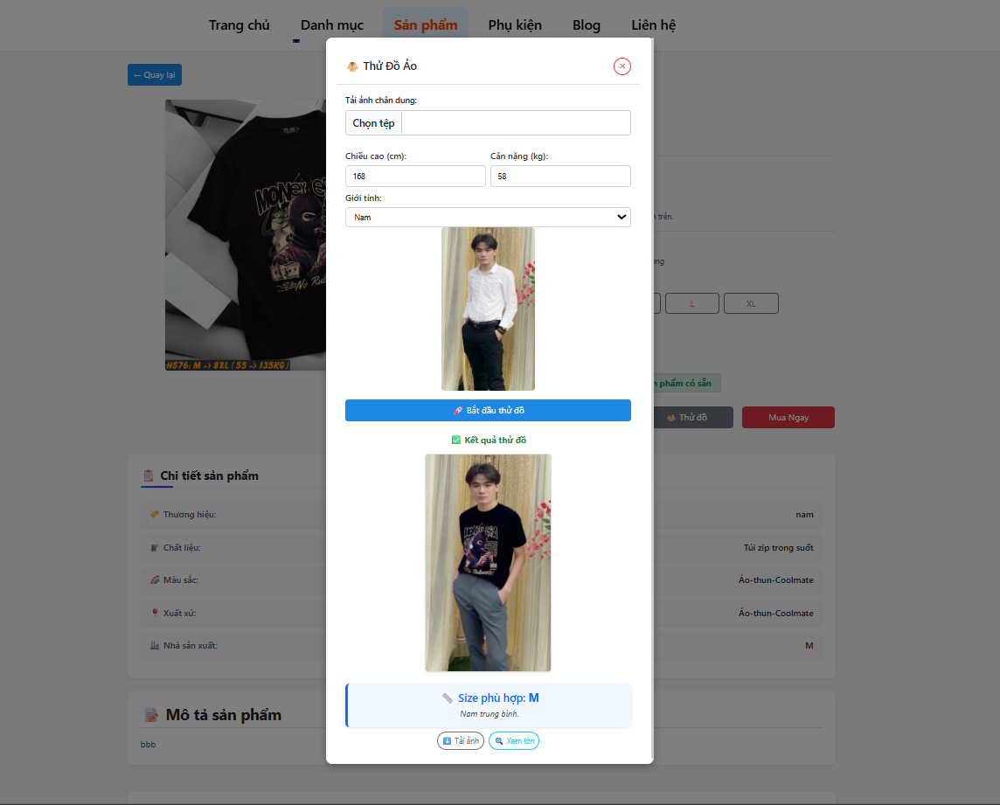 Trang chủ Danh mục Sản phẩm Phụ kiện Blog Liên hệ
← Quay lại
Thử Đồ Ảo
Tải ảnh chân dung:
Chọn tệp
Chiều cao (cm): Cân nặng (kg):
168 58
Giới tính:
Nam
n trên.
ang
L XL
H576: M -> 8XL (55 -> 135KG)
n phẩm có sẵn
Bắt đầu thử đồ
Thử đồ Mua Ngay
Kết quả thử đồ
Chi tiết sản phẩm
Thương hiệu: nam
Chất liệu: Túi zip trong suốt
Màu sắc: Áo-thun-Coolmate
Xuất xứ: Áo-thun-Coolmate
Nhà sản xuất: M
Size phù hợp: M
Nam trung bình.
Mô tả sản phẩm
Tải ảnh Xem lớn
bbb